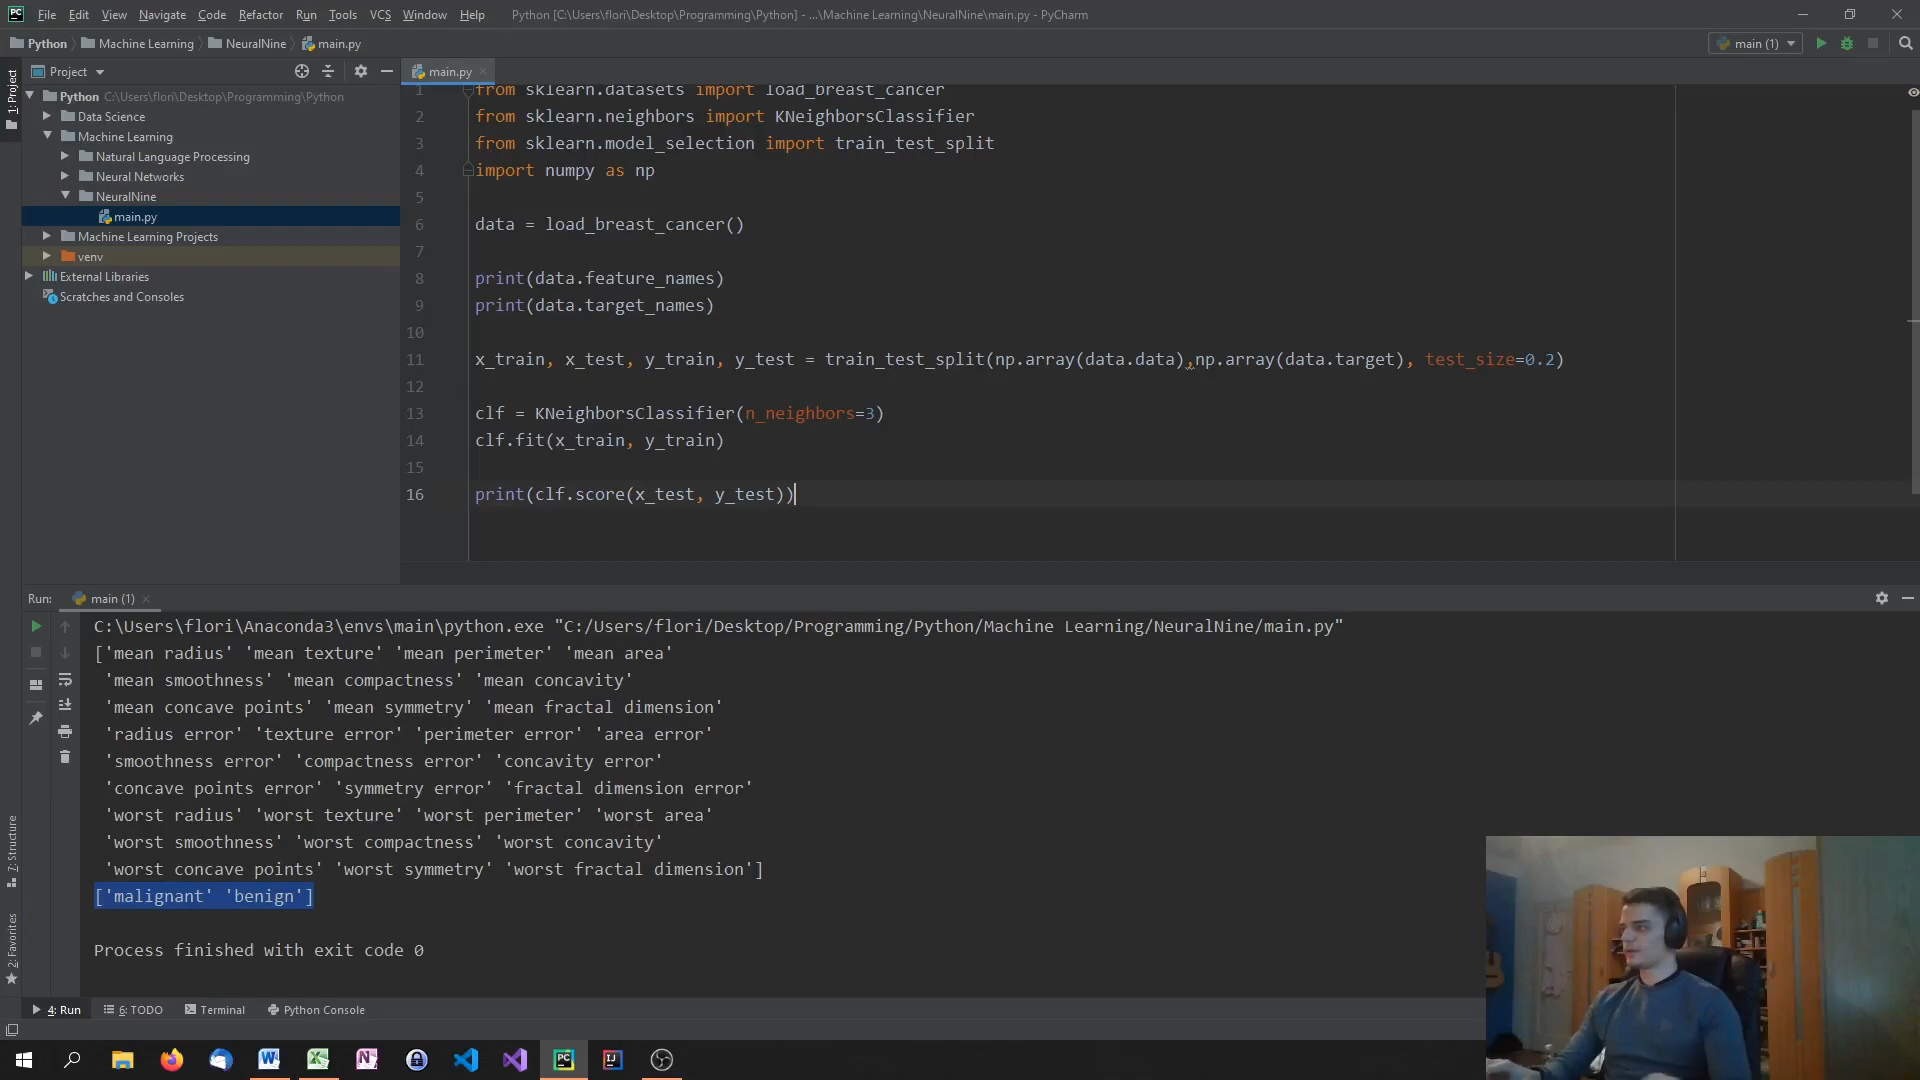 File Edit View Navigate Code Refactor Run Tools VCS Window Help Python [C:\Users\flori\Desktop\Programming\Python] - ...\Machine Learning\NeuralNine\main.py - PyCharm
Python Machine Learning NeuralNine main.py main (1)
1: Project
Project
Python C:\Users\flori\Desktop\Programming\Python
Data Science
Machine Learning
Natural Language Processing
Neural Networks
NeuralNine
main.py
Machine Learning Projects
venv
External Libraries
Scratches and Consoles
main.py
1 from sklearn.datasets import load_breast_cancer
2 from sklearn.neighbors import KNeighborsClassifier
3 from sklearn.model_selection import train_test_split
4 import numpy as np
5
6 data = load_breast_cancer()
7
8 print(data.feature_names)
9 print(data.target_names)
10
11 x_train, x_test, y_train, y_test = train_test_split(np.array(data.data),np.array(data.target), test_size=0.2)
12
13 clf = KNeighborsClassifier(n_neighbors=3)
14 clf.fit(x_train, y_train)
15
16 print(clf.score(x_test, y_test))
Run: main (1)
C:\Users\flori\Anaconda3\envs\main\python.exe "C:/Users/flori/Desktop/Programming/Python/Machine Learning/NeuralNine/main.py"
['mean radius' 'mean texture' 'mean perimeter' 'mean area'
'mean smoothness' 'mean compactness' 'mean concavity'
'mean concave points' 'mean symmetry' 'mean fractal dimension'
'radius error' 'texture error' 'perimeter error' 'area error'
'smoothness error' 'compactness error' 'concavity error'
'concave points error' 'symmetry error' 'fractal dimension error'
'worst radius' 'worst texture' 'worst perimeter' 'worst area'
'worst smoothness' 'worst compactness' 'worst concavity'
'worst concave points' 'worst symmetry' 'worst fractal dimension']
['malignant' 'benign']
Process finished with exit code 0
7: Structure
2: Favorites
4: Run 6: TODO Terminal Python Console